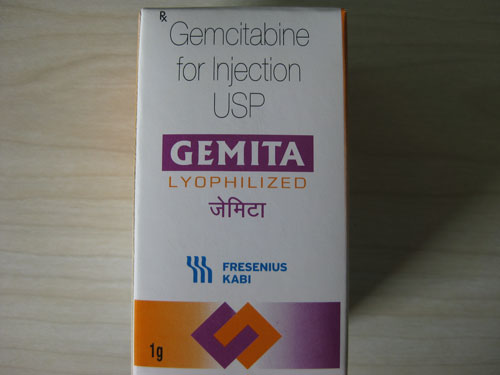 ℞ Gemcitabine
for Injection
USP
GEMITA
LYOPHILIZED
जेमिटा
FRESENIUS
KABI
1g